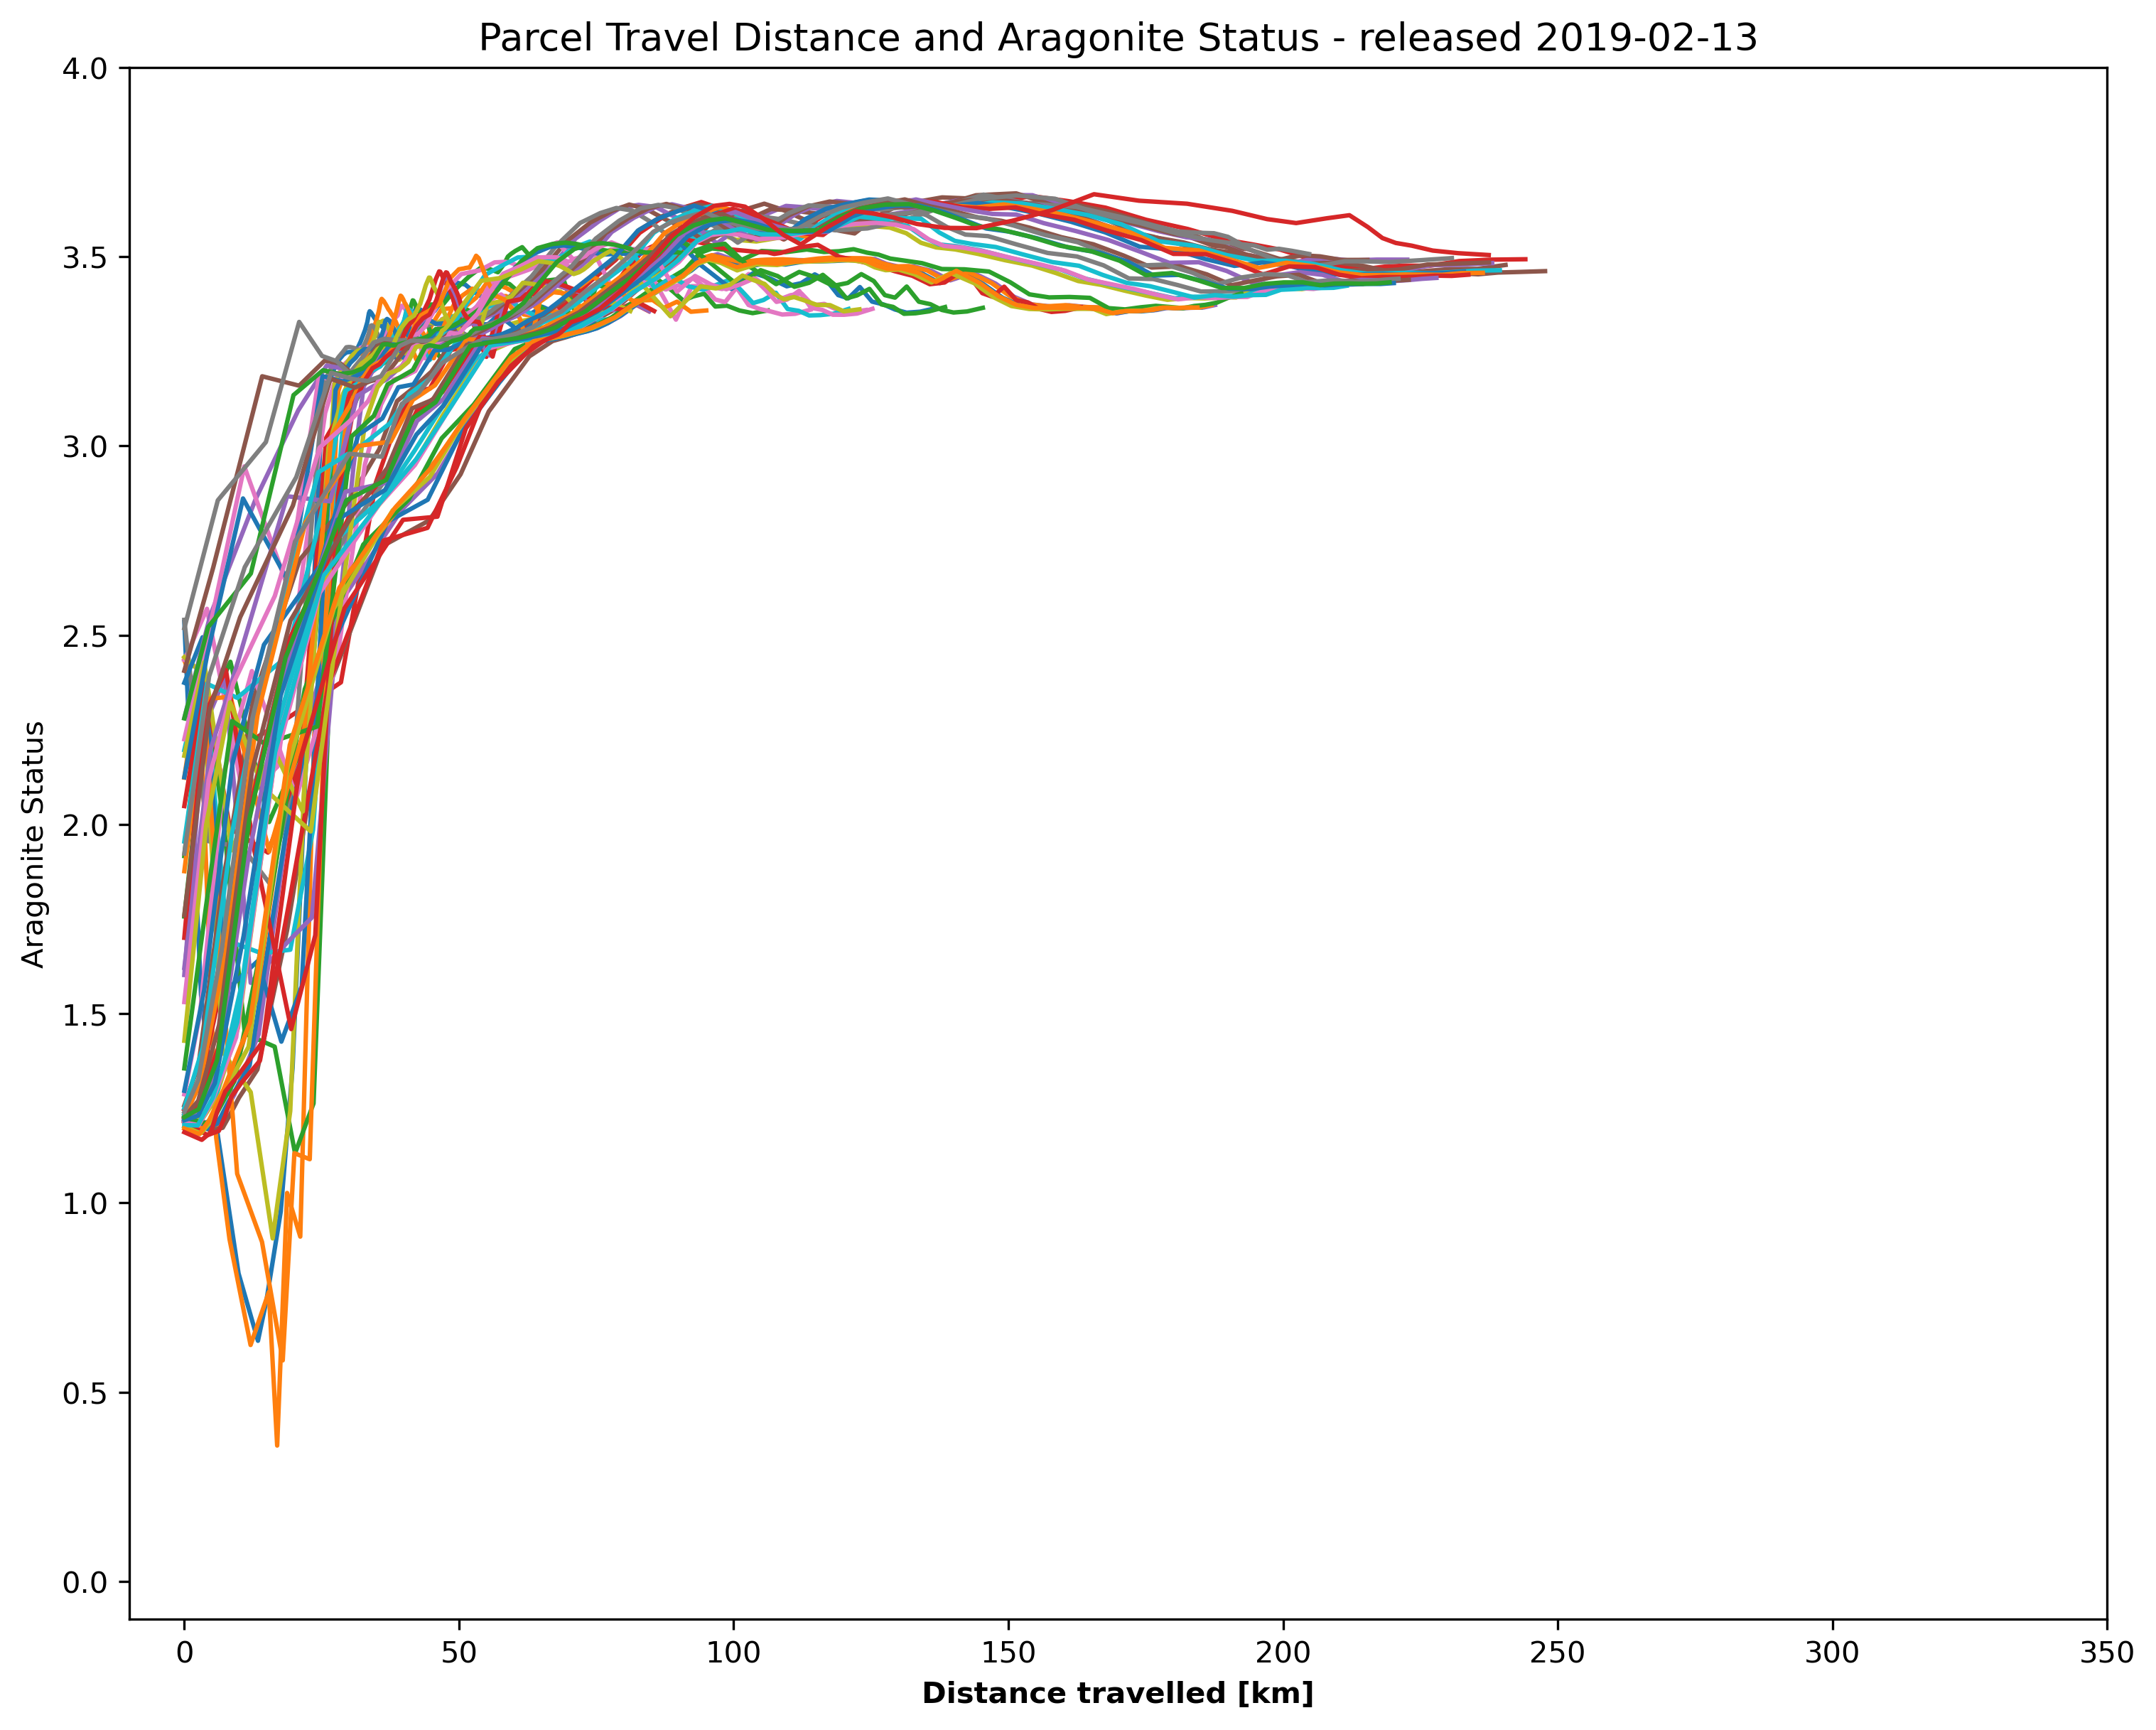 Parcel Travel Distance and Aragonite Status - released 2019-02-13
4.0
3.5
3.0
2.5
2.0
1.5
1.0
0.5
0.0
Aragonite Status
0 50 100 150 200 250 300 350
Distance travelled [km]